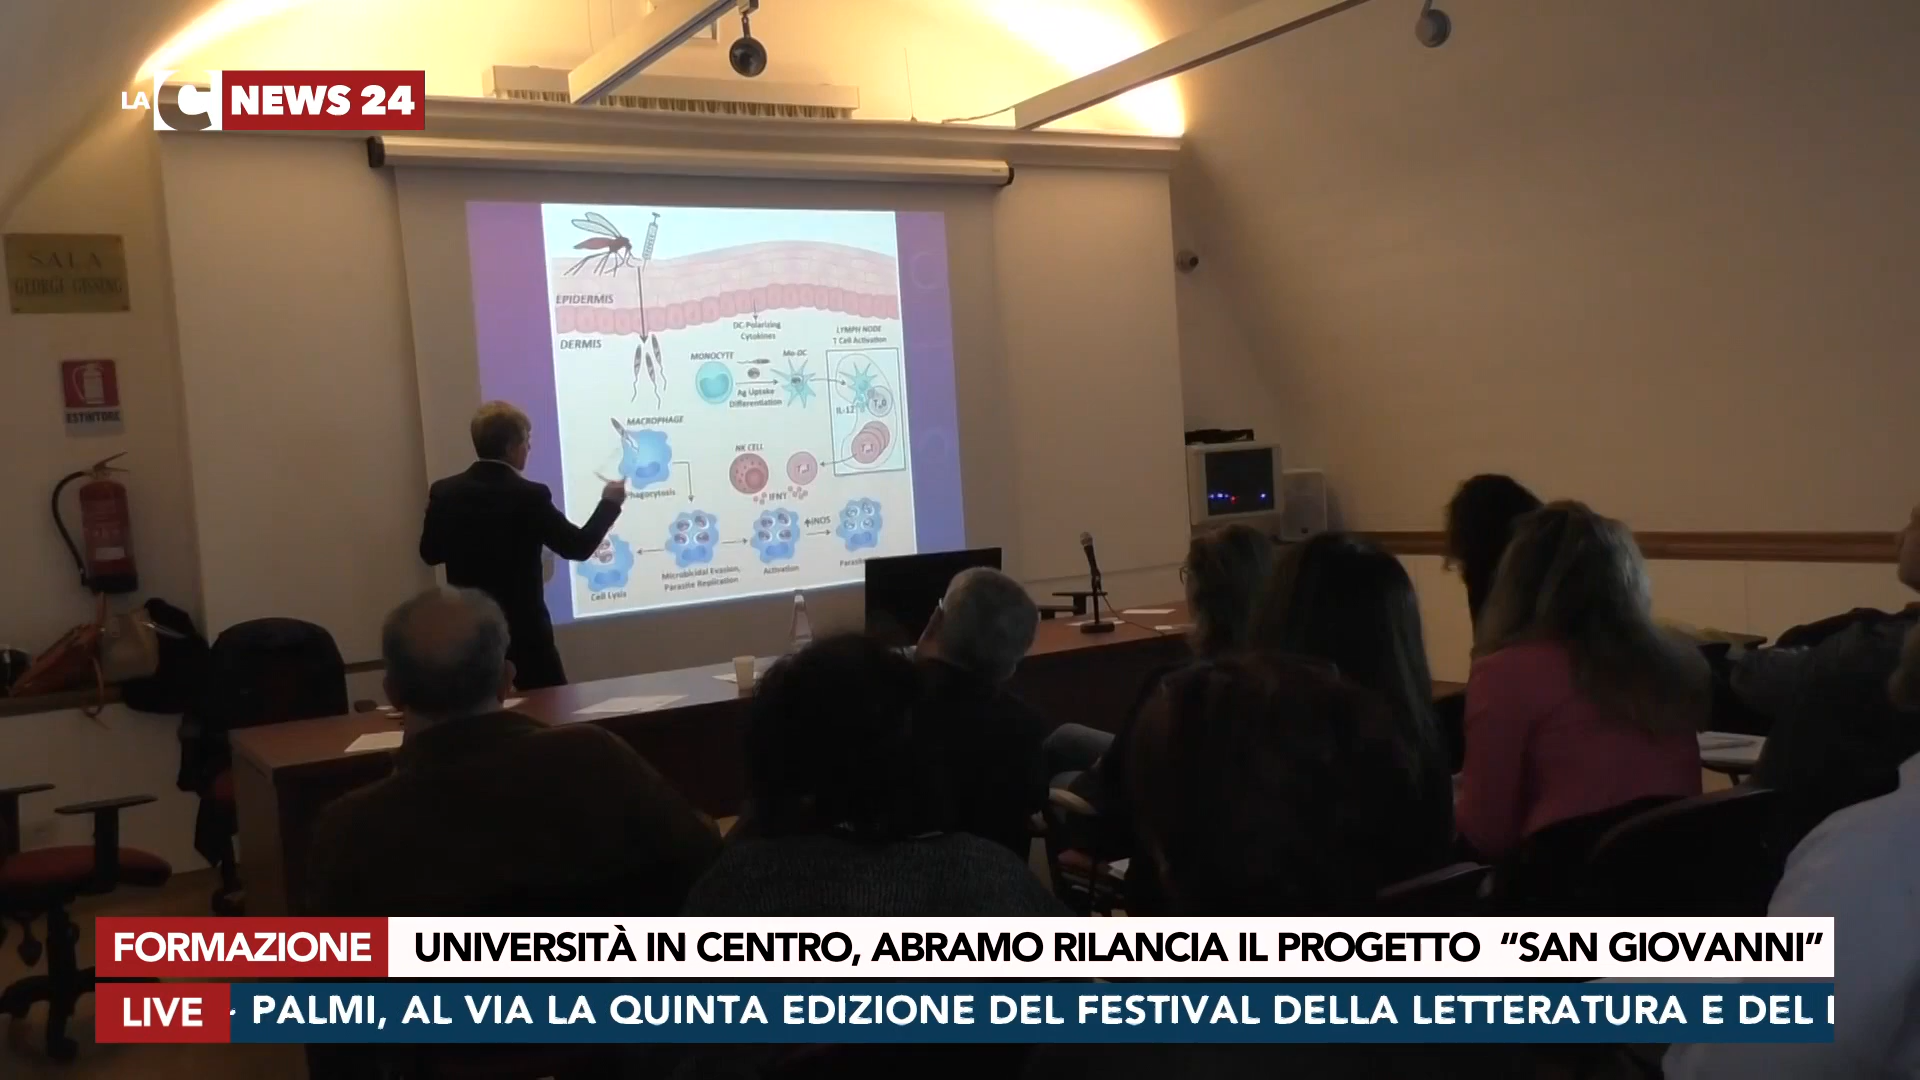 LA C NEWS 24
SALA
GEORGE GISSING
ESTINTORE
EPIDERMIS
DERMIS
DC-Polarizing
Cytokines
LYMPH NODE
T Cell Activation
MONOCYTE
Mo-DC
Ag Uptake
Differentiation
IL-12
MACROPHAGE
NK CELL
Phagocytosis
IFNγ
iNOS
Microbicidal Evasion,
Parasite Replication
Activation
Cell Lysis
FORMAZIONE
UNIVERSITÀ IN CENTRO, ABRAMO RILANCIA IL PROGETTO “SAN GIOVANNI”
LIVE
PALMI, AL VIA LA QUINTA EDIZIONE DEL FESTIVAL DELLA LETTERATURA E DEL